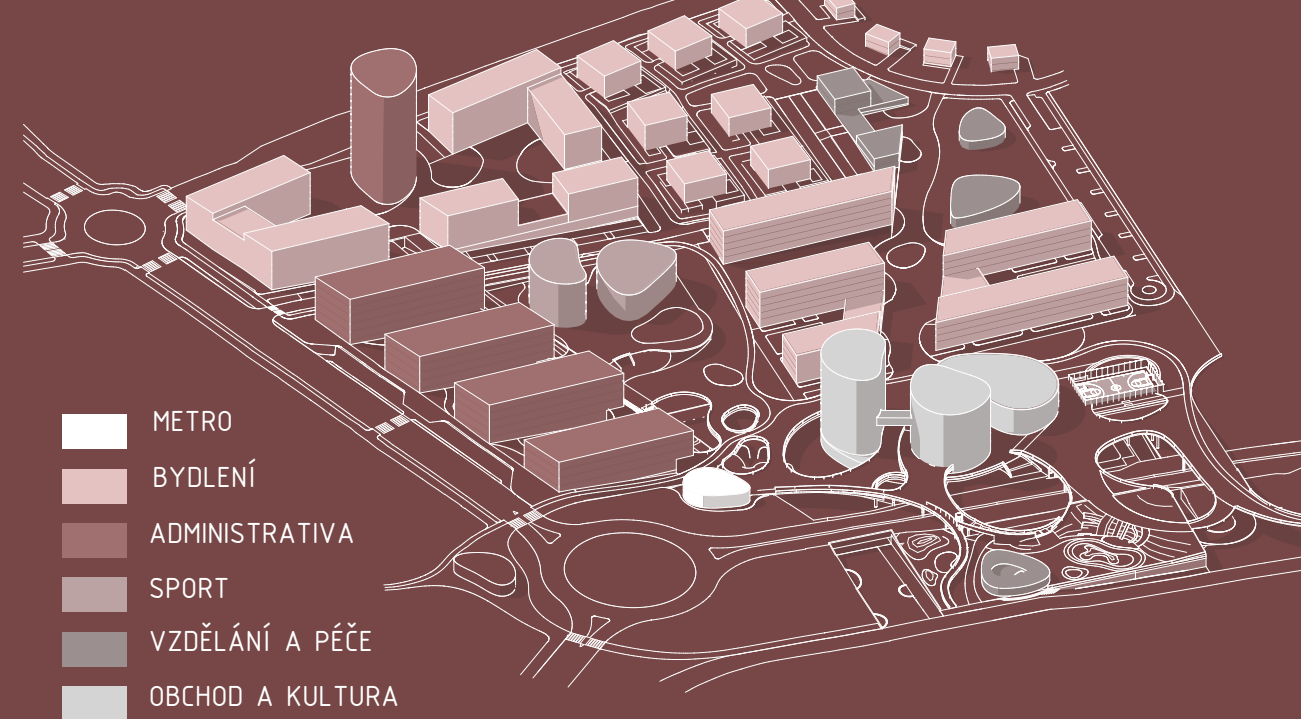 METRO
BYDLENÍ
ADMINISTRATIVA
SPORT
VZDĚLÁNÍ A PÉČE
OBCHOD A KULTURA